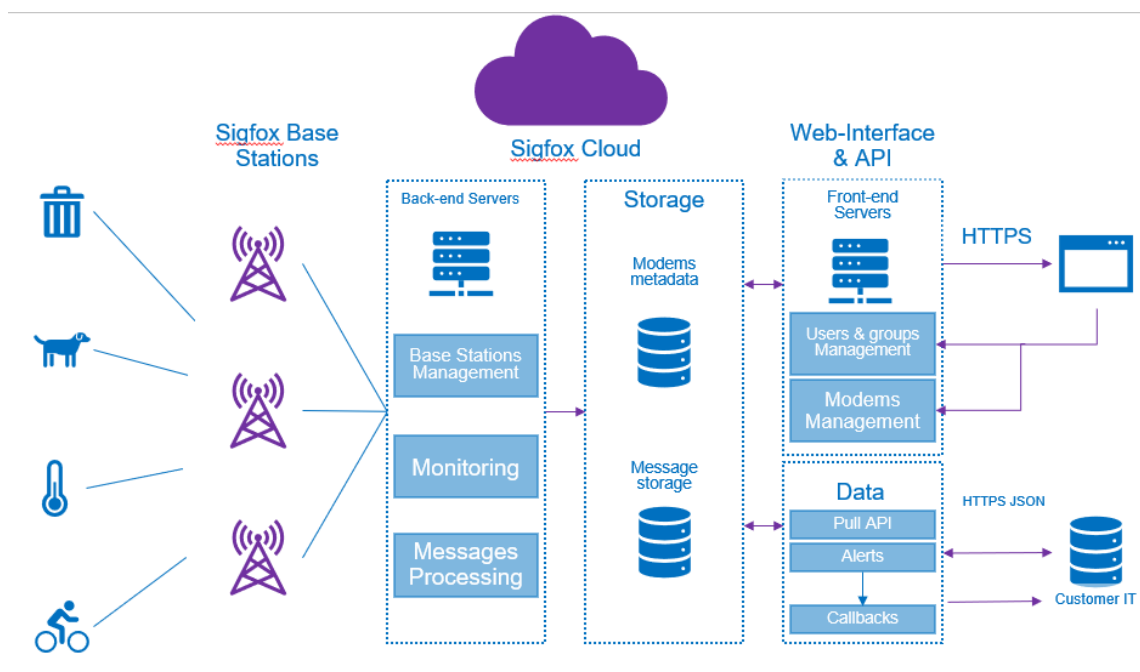 Sigfox Base
Stations
Sigfox Cloud
Web-Interface
& API
Back-end Servers
Base Stations
Management
Monitoring
Messages
Processing
Storage
Modems
metadata
Message
storage
Front-end
Servers
Users & groups
Management
Modems
Management
HTTPS
Data
Pull API
Alerts
Callbacks
HTTPS JSON
Customer IT